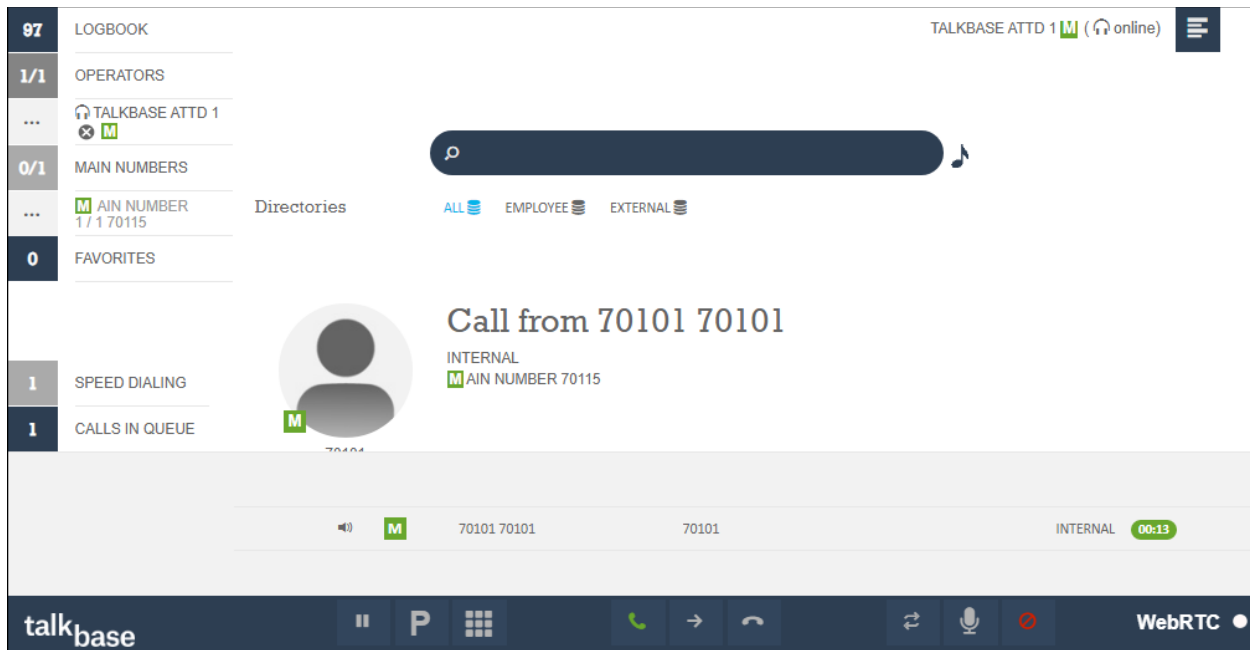 97 LOGBOOK
TALKBASE ATTD 1 M ( online)
1/1 OPERATORS
... TALKBASE ATTD 1
M
0/1 MAIN NUMBERS
... M AIN NUMBER
1 / 1 70115
Directories ALL EMPLOYEE EXTERNAL
0 FAVORITES
Call from 70101 70101
INTERNAL
M AIN NUMBER 70115
1 SPEED DIALING
M
1 CALLS IN QUEUE
70101
M 70101 70101 70101 INTERNAL 00:13
talkbase P WebRTC